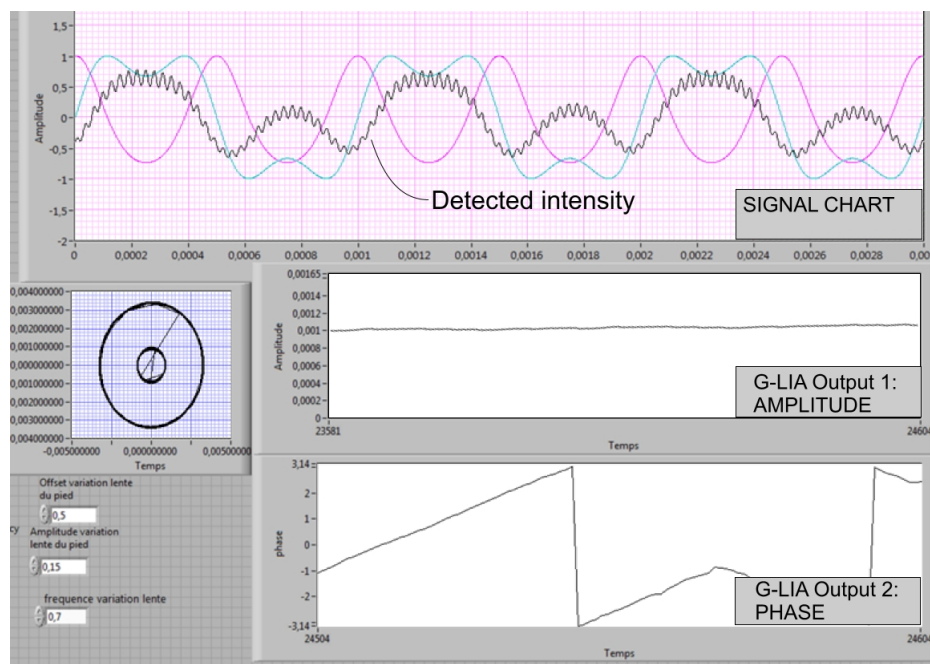 1,5
1
0,5
0
-0,5
-1
-1,5
-2
Amplitude
Detected intensity
SIGNAL CHART
0 0,0002 0,0004 0,0006 0,0008 0,001 0,0012 0,0014 0,0016 0,0018 0,002 0,0022 0,0024 0,0026 0,0028 0,00
0,004000000
0,003000000
0,002000000
0,001000000
0,000000000
0,001000000
0,002000000
0,003000000
0,004000000
-0,005000000 0,000000000 0,00500000
Temps
0,00165
0,0014
0,0012
0,001
0,0008
0,0006
0,0004
0,0002
0
Amplitude
G-LIA Output 1:
AMPLITUDE
23581 24604
Temps
Offset variation lente
du pied
0,5
cy Amplitude variation
lente du pied
0,15
frequence variation lente
0,7
3,14
2
1
0
-1
-2
-3,14
phase
G-LIA Output 2:
PHASE
24504 24604
Temps